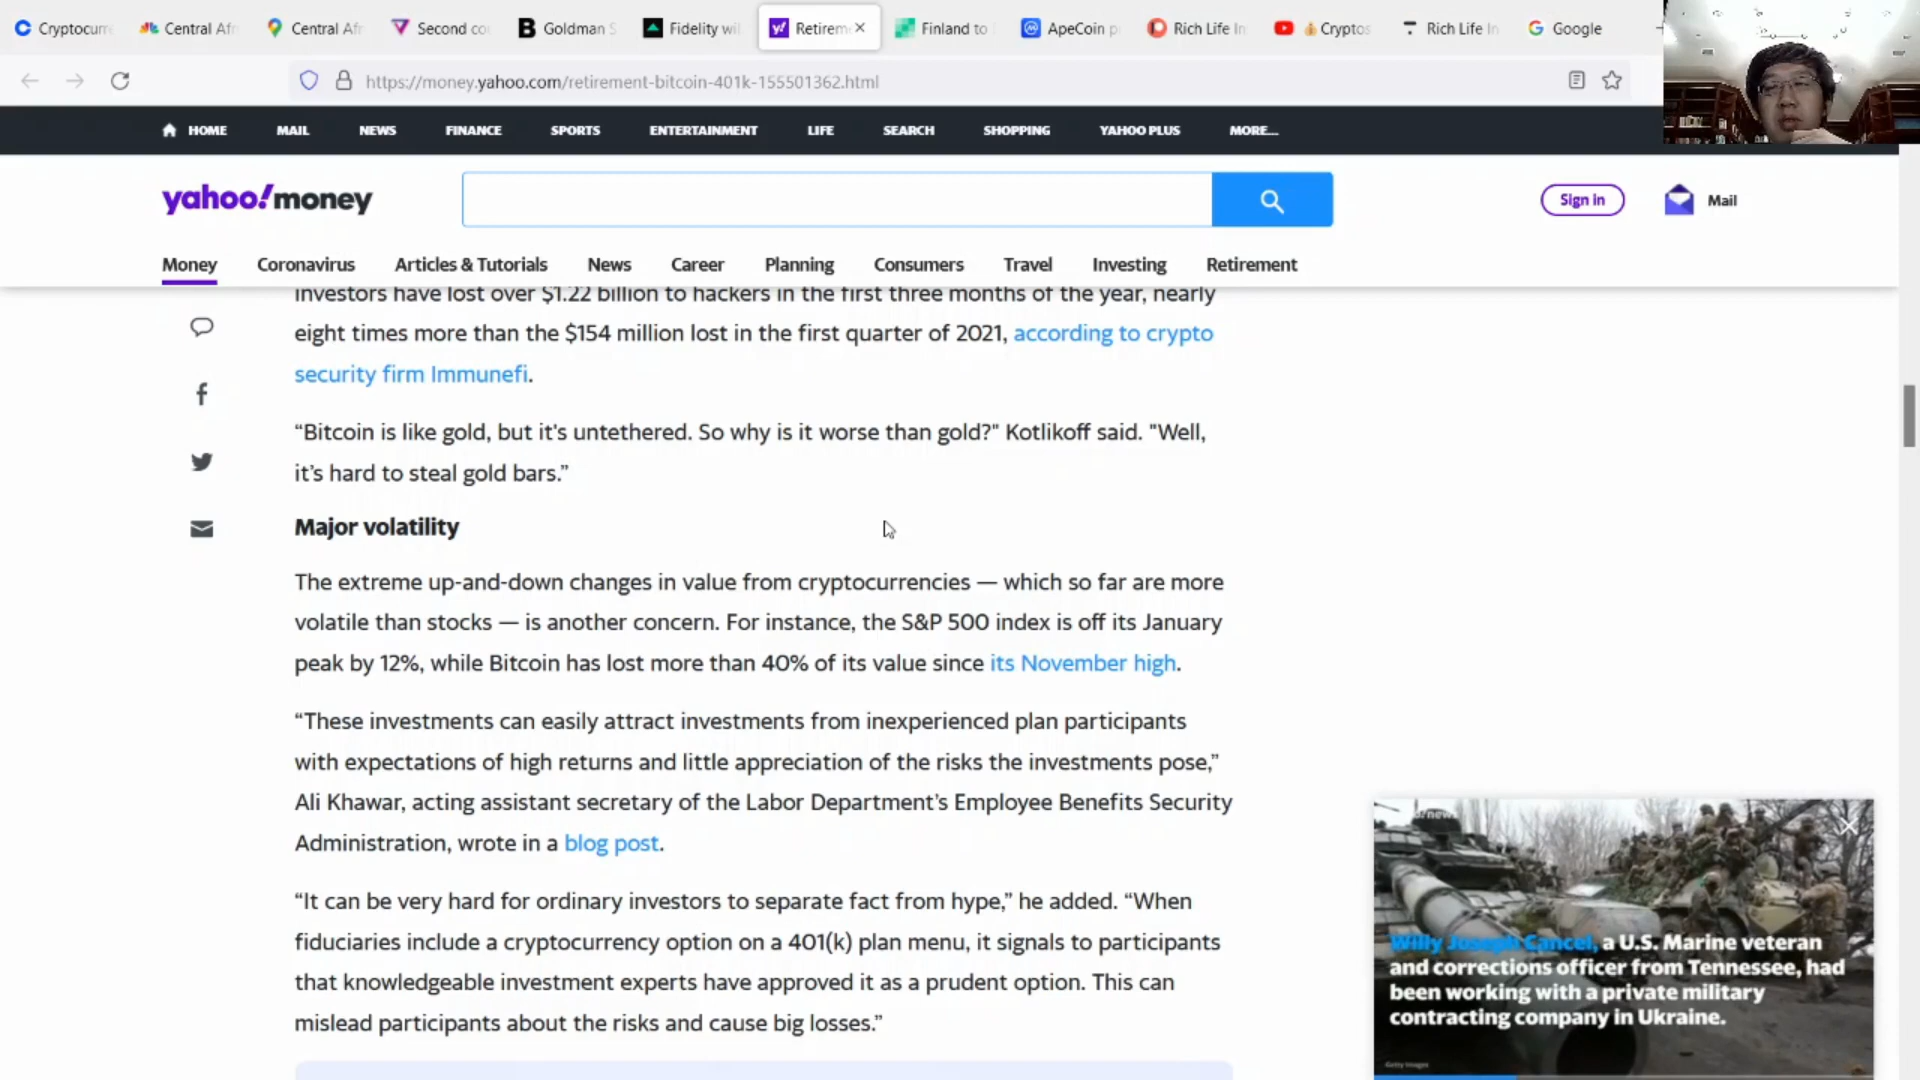 Cryptocurr
Central Afr
Central Afr
Second co
Goldman S
Fidelity wil
Retirem
Finland to
ApeCoin p
Rich Life In
Cryptos
Rich Life In
Google
https://money.yahoo.com/retirement-bitcoin-401k-155501362.html
HOME MAIL NEWS FINANCE SPORTS ENTERTAINMENT LIFE SEARCH SHOPPING YAHOO PLUS MORE...
yahoo!money
Sign in
Mail
Money Coronavirus Articles & Tutorials News Career Planning Consumers Travel Investing Retirement
investors have lost over $1.22 billion to hackers in the first three months of the year, nearly
eight times more than the $154 million lost in the first quarter of 2021, according to crypto
security firm Immunefi.
“Bitcoin is like gold, but it's untethered. So why is it worse than gold?" Kotlikoff said. "Well,
it’s hard to steal gold bars.”
Major volatility
The extreme up-and-down changes in value from cryptocurrencies — which so far are more
volatile than stocks — is another concern. For instance, the S&P 500 index is off its January
peak by 12%, while Bitcoin has lost more than 40% of its value since its November high.
“These investments can easily attract investments from inexperienced plan participants
with expectations of high returns and little appreciation of the risks the investments pose,”
Ali Khawar, acting assistant secretary of the Labor Department’s Employee Benefits Security
Administration, wrote in a blog post.
“It can be very hard for ordinary investors to separate fact from hype,” he added. “When
fiduciaries include a cryptocurrency option on a 401(k) plan menu, it signals to participants
that knowledgeable investment experts have approved it as a prudent option. This can
mislead participants about the risks and cause big losses.”
Willy Joseph Cancel, a U.S. Marine veteran
and corrections officer from Tennessee, had
been working with a private military
contracting company in Ukraine.
Getty Images